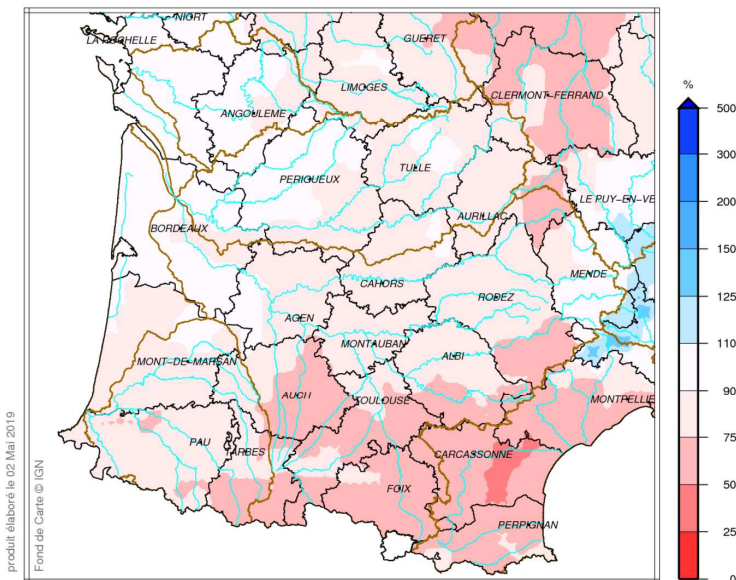 NIORT
LA ROCHELLE
GUERET
%
LIMOGES
CLERMONT-FERRAND
500
ANGOULEME
300
PERIGUEUX
TULLE
LE PUY-EN-VE
200
AURILLAC
BORDEAUX
150
MENDE
CAHORS
RODEZ
110
AGEN
MONTAUBAN
ALBI
MONT-DE-MARSAN
90
AUCH
TOULOUSE
MONTPELLIE
75
PAU
TARBES
CARCASSONNE
50
FOIX
PERPIGNAN
25
0
produit élaboré le 02 Mai 2019
Fond de Carte © IGN